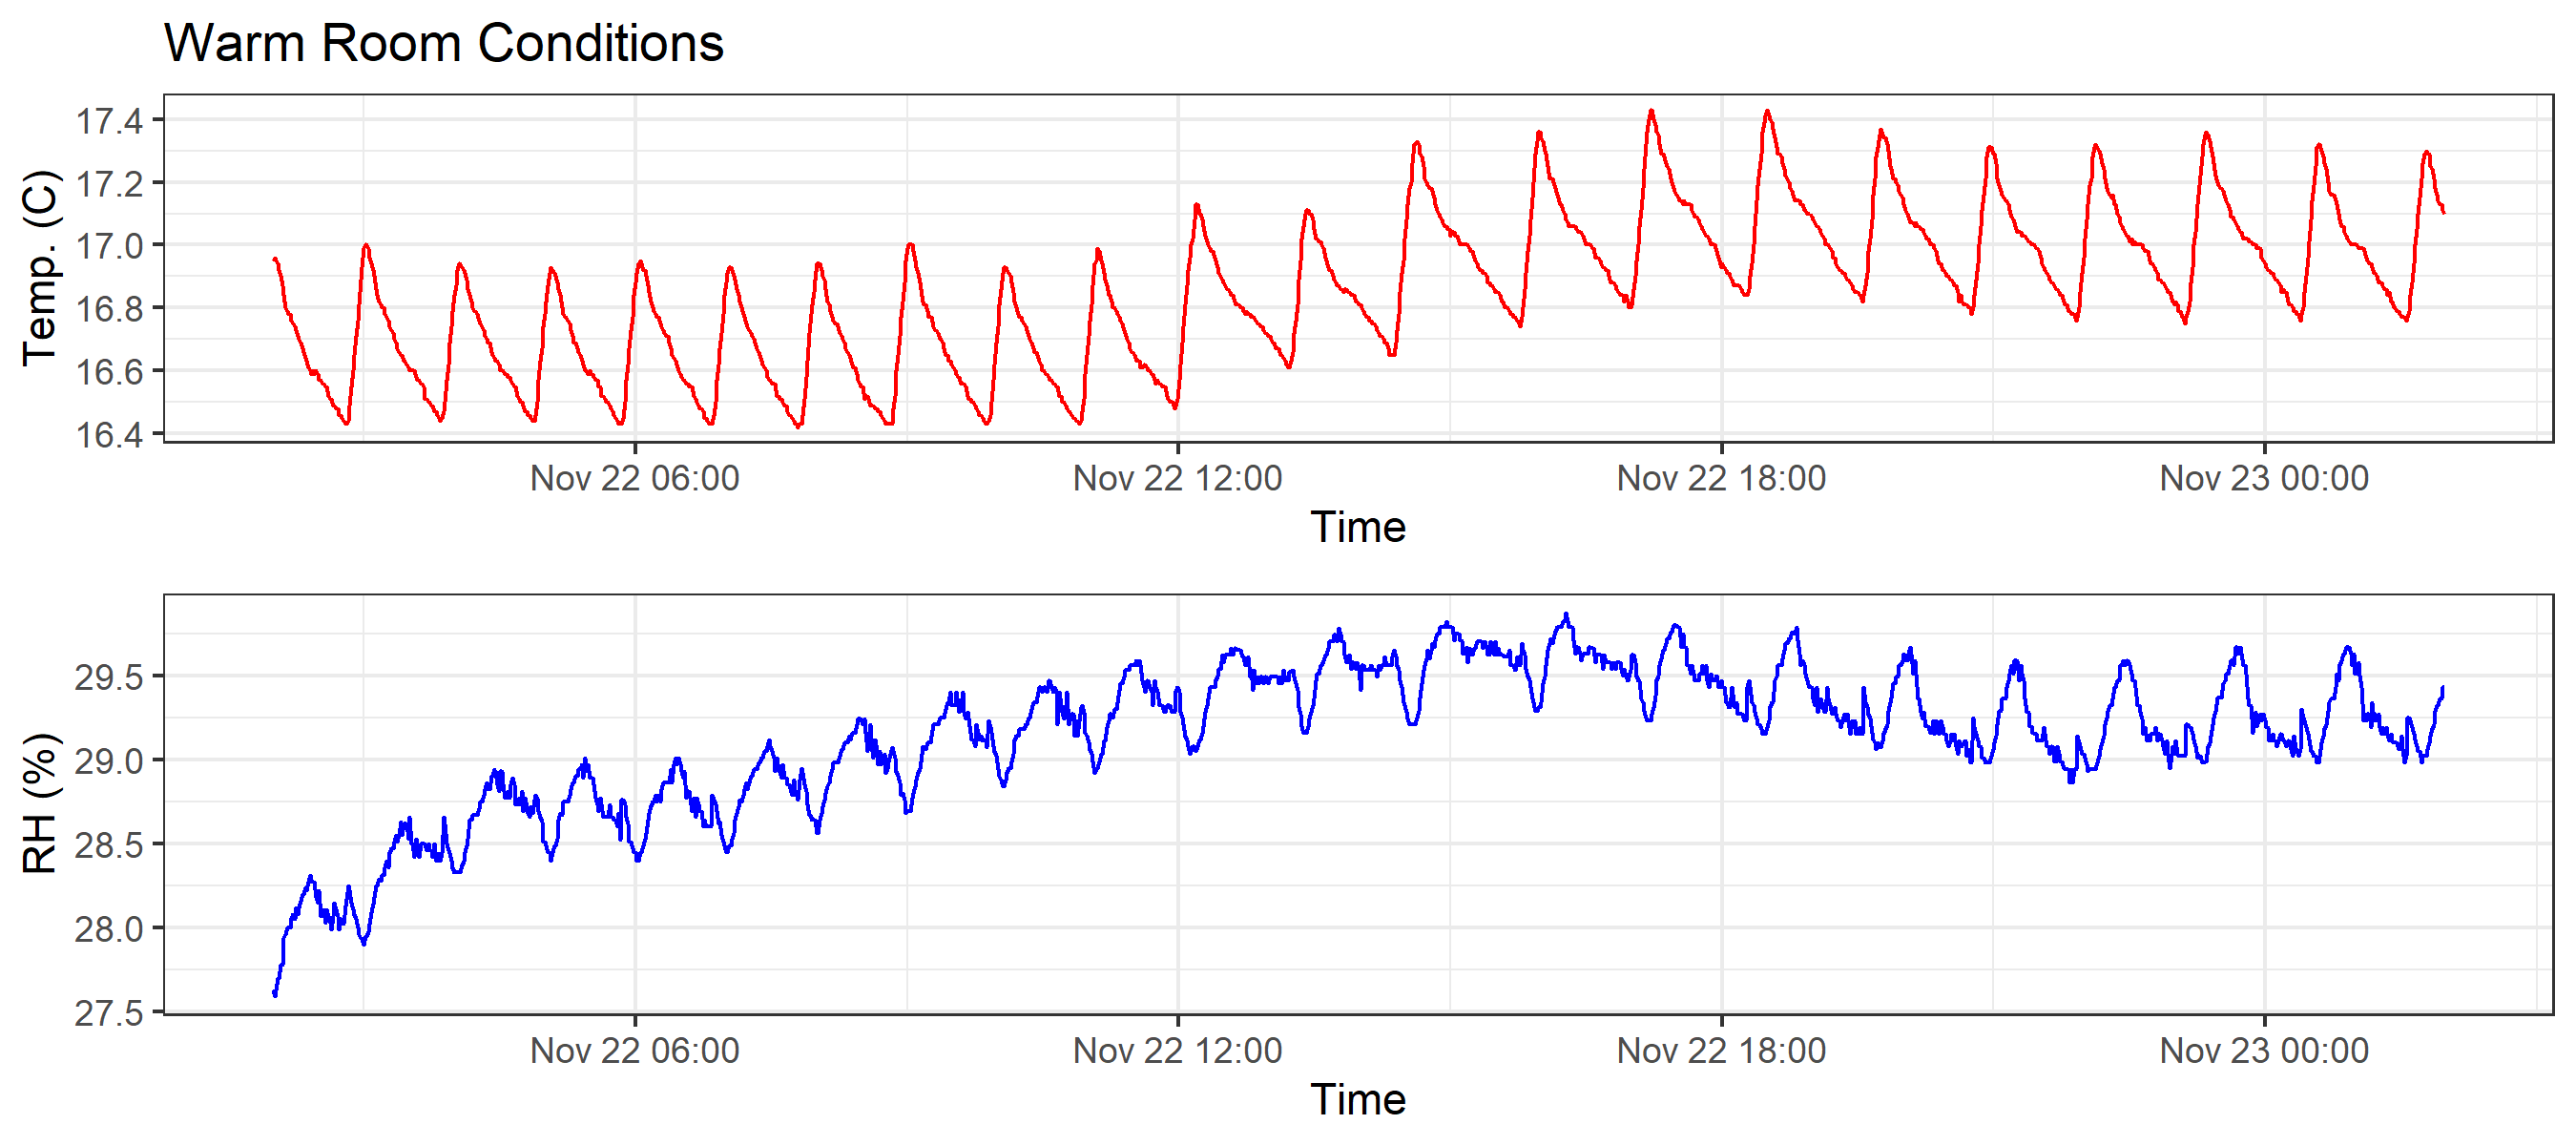 Warm Room Conditions
17.4
17.2
17.0
16.8
16.6
16.4
Temp. (C)
Nov 22 06:00 Nov 22 12:00 Nov 22 18:00 Nov 23 00:00
Time
29.5
29.0
28.5
28.0
27.5
RH (%)
Nov 22 06:00 Nov 22 12:00 Nov 22 18:00 Nov 23 00:00
Time